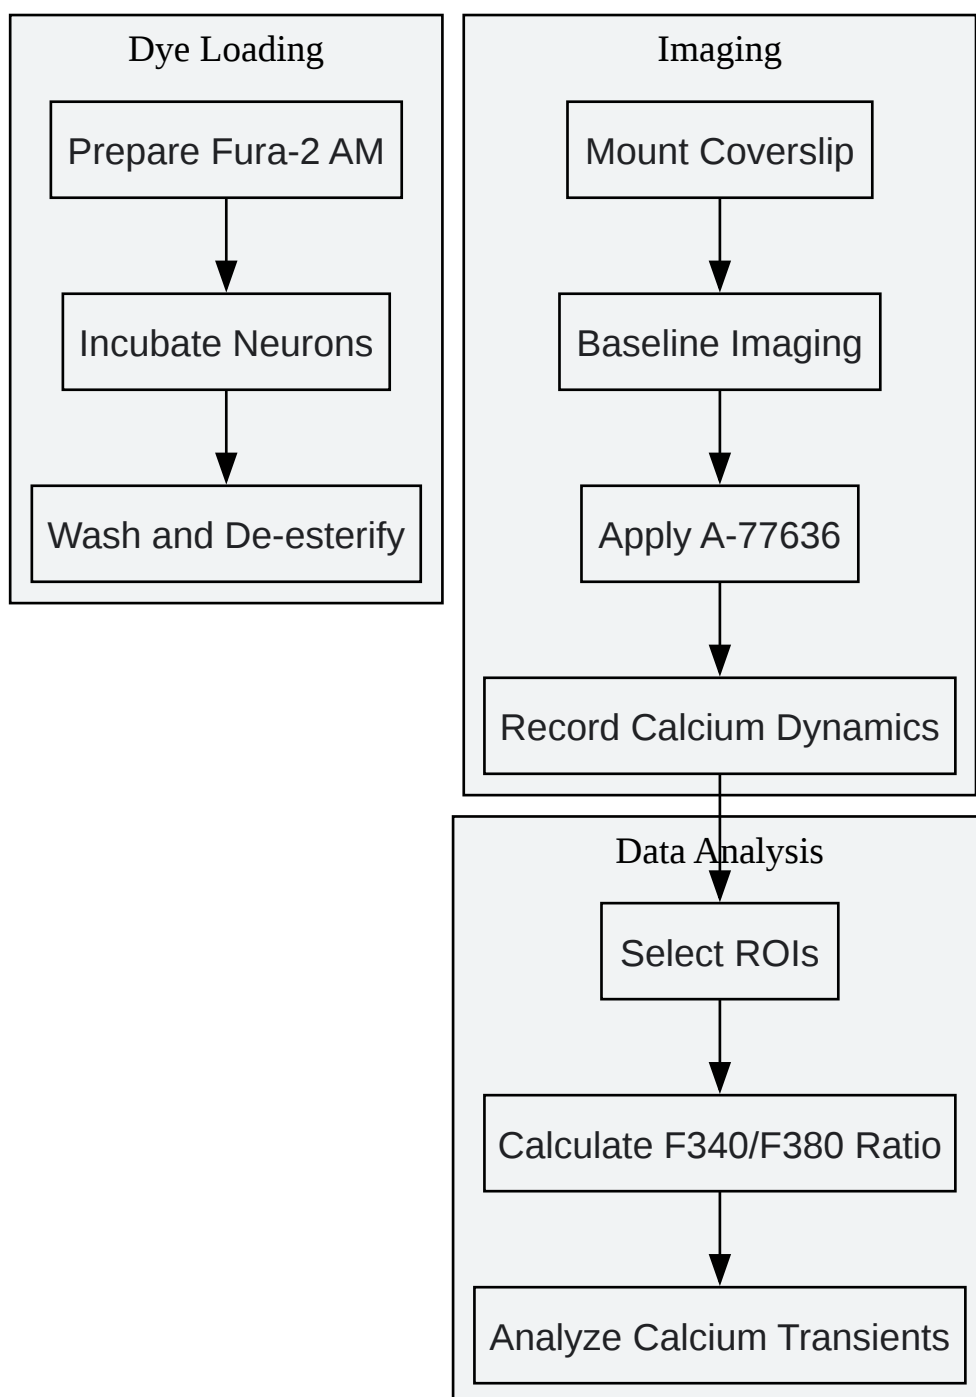 Dye Loading
Prepare Fura-2 AM
Incubate Neurons
Wash and De-esterify
Imaging
Mount Coverslip
Baseline Imaging
Apply A-77636
Record Calcium Dynamics
Data Analysis
Select ROIs
Calculate F340/F380 Ratio
Analyze Calcium Transients